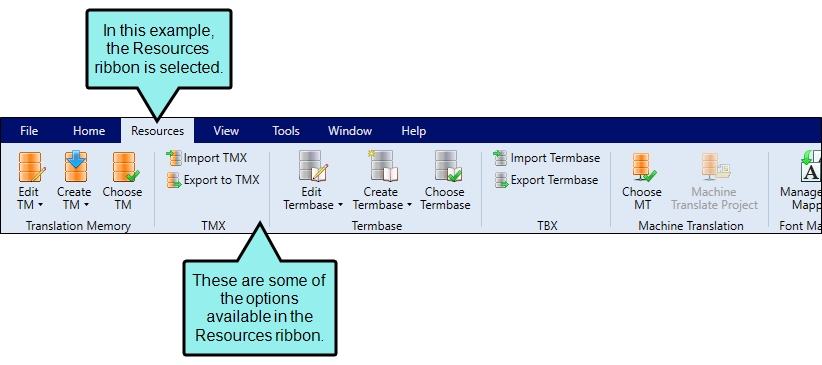 In this example,
the Resources
ribbon is selected.
File Home Resources View Tools Window Help
Edit
TM
Create
TM
Choose
TM
Translation Memory
Import TMX
Export to TMX
TMX
Edit
Termbase
Create
Termbase
Choose
Termbase
Termbase
Import Termbase
Export Termbase
TBX
Choose
MT
Machine
Translate Project
Machine Translation
A
Manage
Mapp
Font Ma
These are some of
the options
available in the
Resources ribbon.